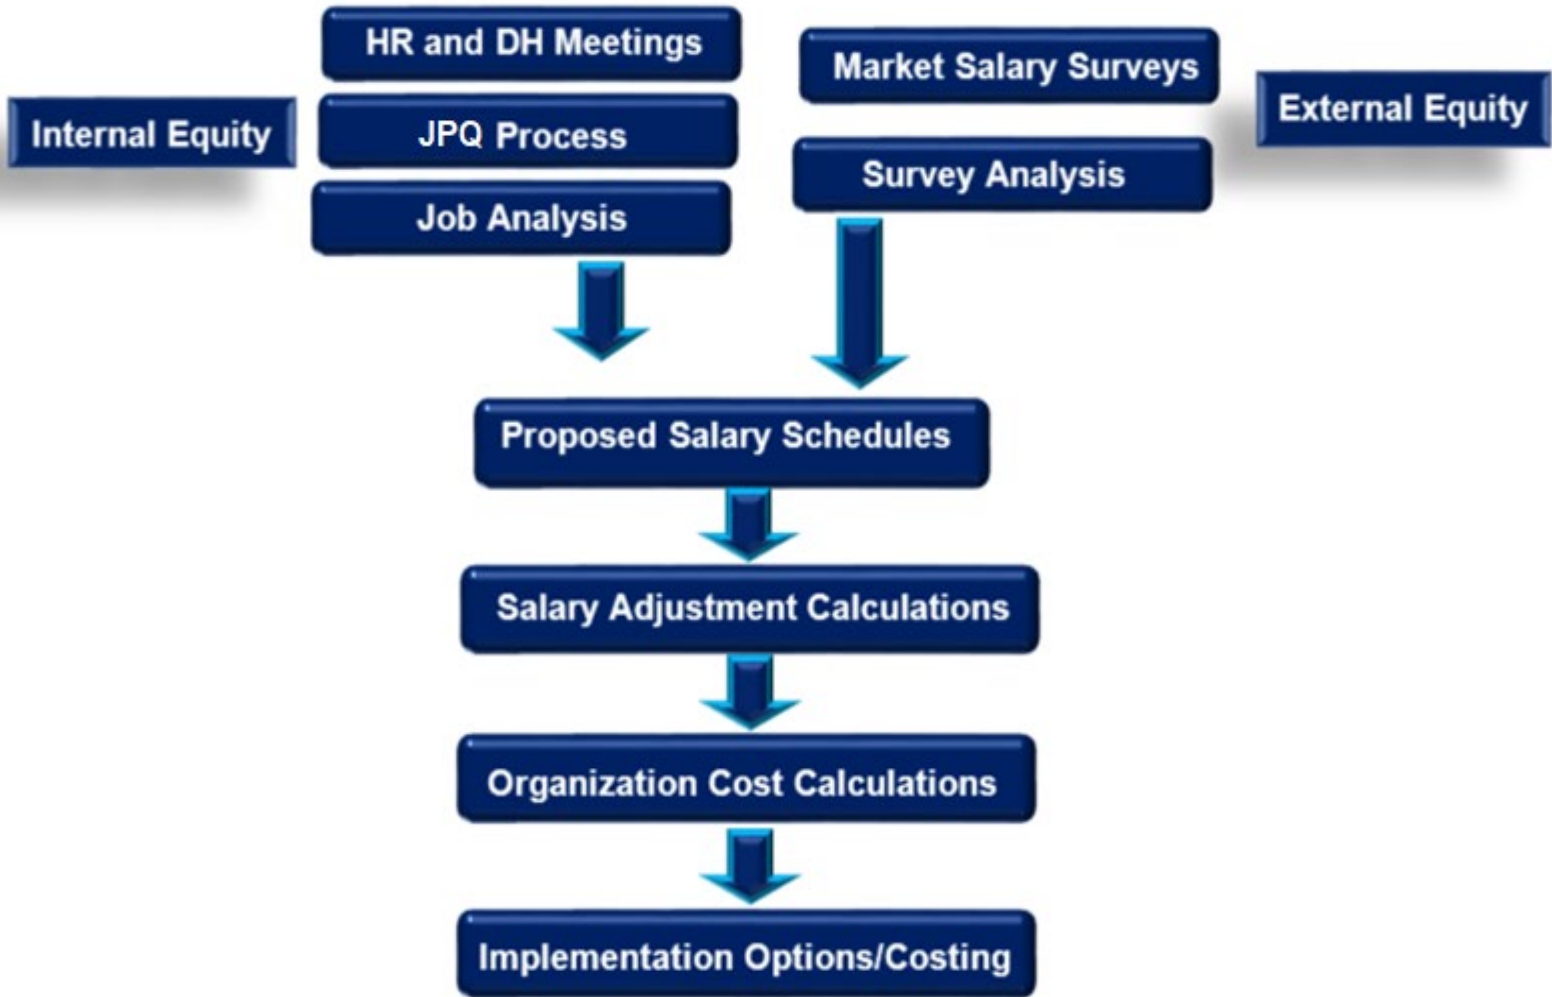 HR and DH Meetings
Market Salary Surveys
Internal Equity
JPQ Process
External Equity
Survey Analysis
Job Analysis
Proposed Salary Schedules
Salary Adjustment Calculations
Organization Cost Calculations
Implementation Options/Costing